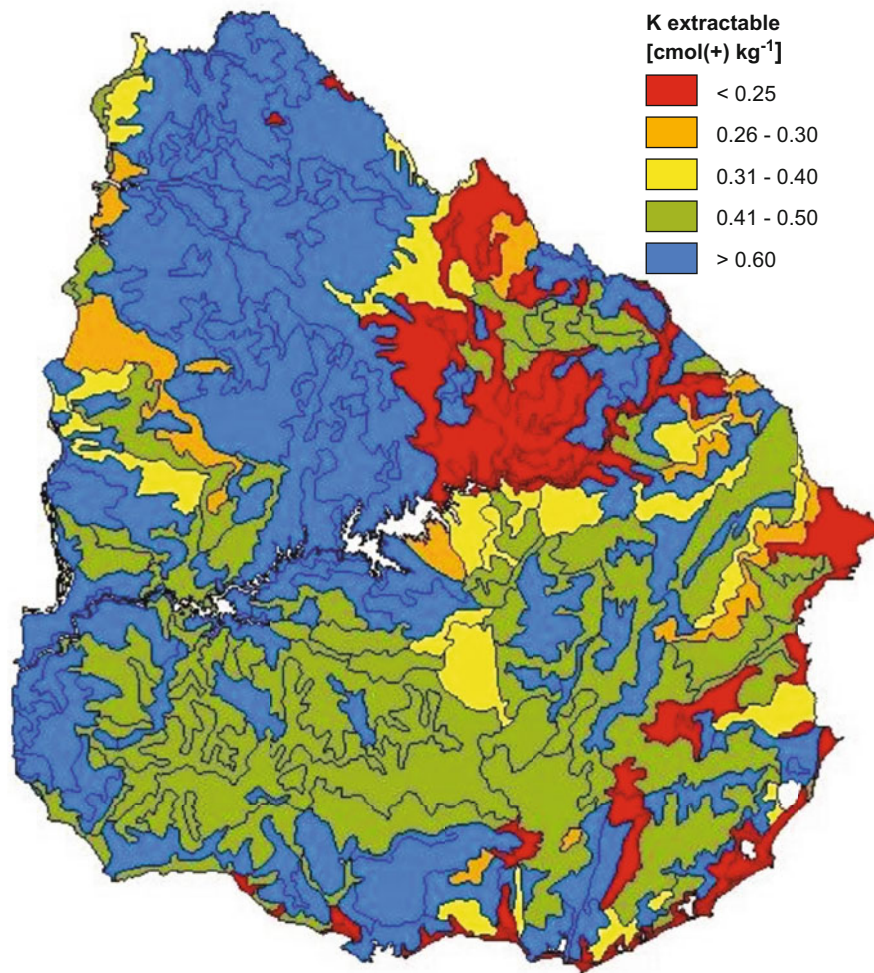 K extractable
[cmol(+) kg⁻¹]
< 0.25
0.26 - 0.30
0.31 - 0.40
0.41 - 0.50
> 0.60